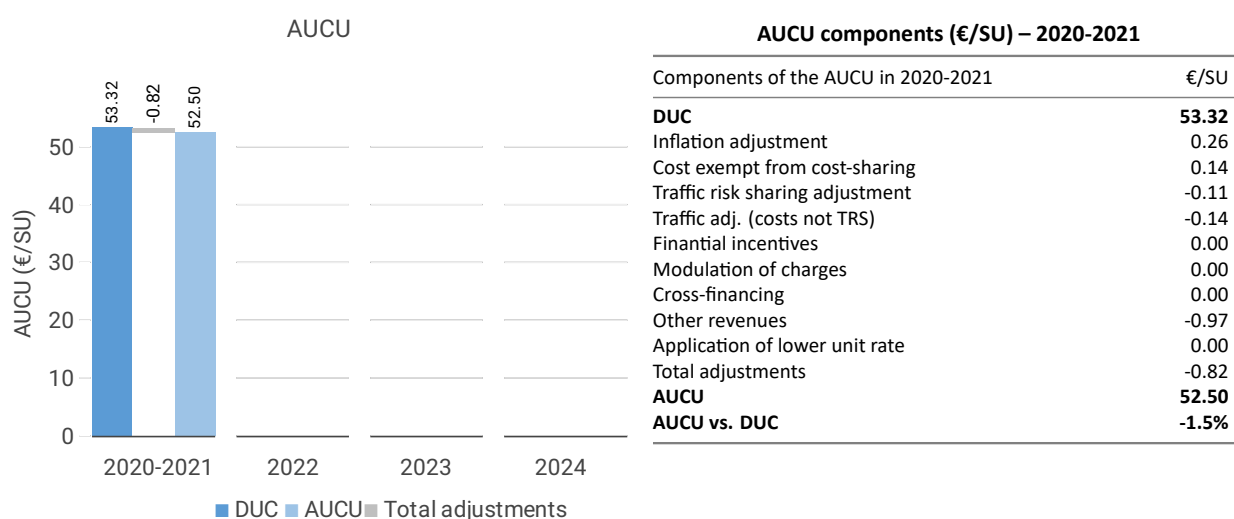 AUCU
53.32
-0.82
52.50
AUCU (€/SU)
50
40
30
20
10
0
2020-2021
2022
2023
2024
DUC
AUCU
Total adjustments
AUCU components (€/SU) – 2020-2021
Components of the AUCU in 2020-2021 €/SU
DUC 53.32
Inflation adjustment 0.26
Cost exempt from cost-sharing 0.14
Traffic risk sharing adjustment -0.11
Traffic adj. (costs not TRS) -0.14
Finantial incentives 0.00
Modulation of charges 0.00
Cross-financing 0.00
Other revenues -0.97
Application of lower unit rate 0.00
Total adjustments -0.82
AUCU 52.50
AUCU vs. DUC -1.5%